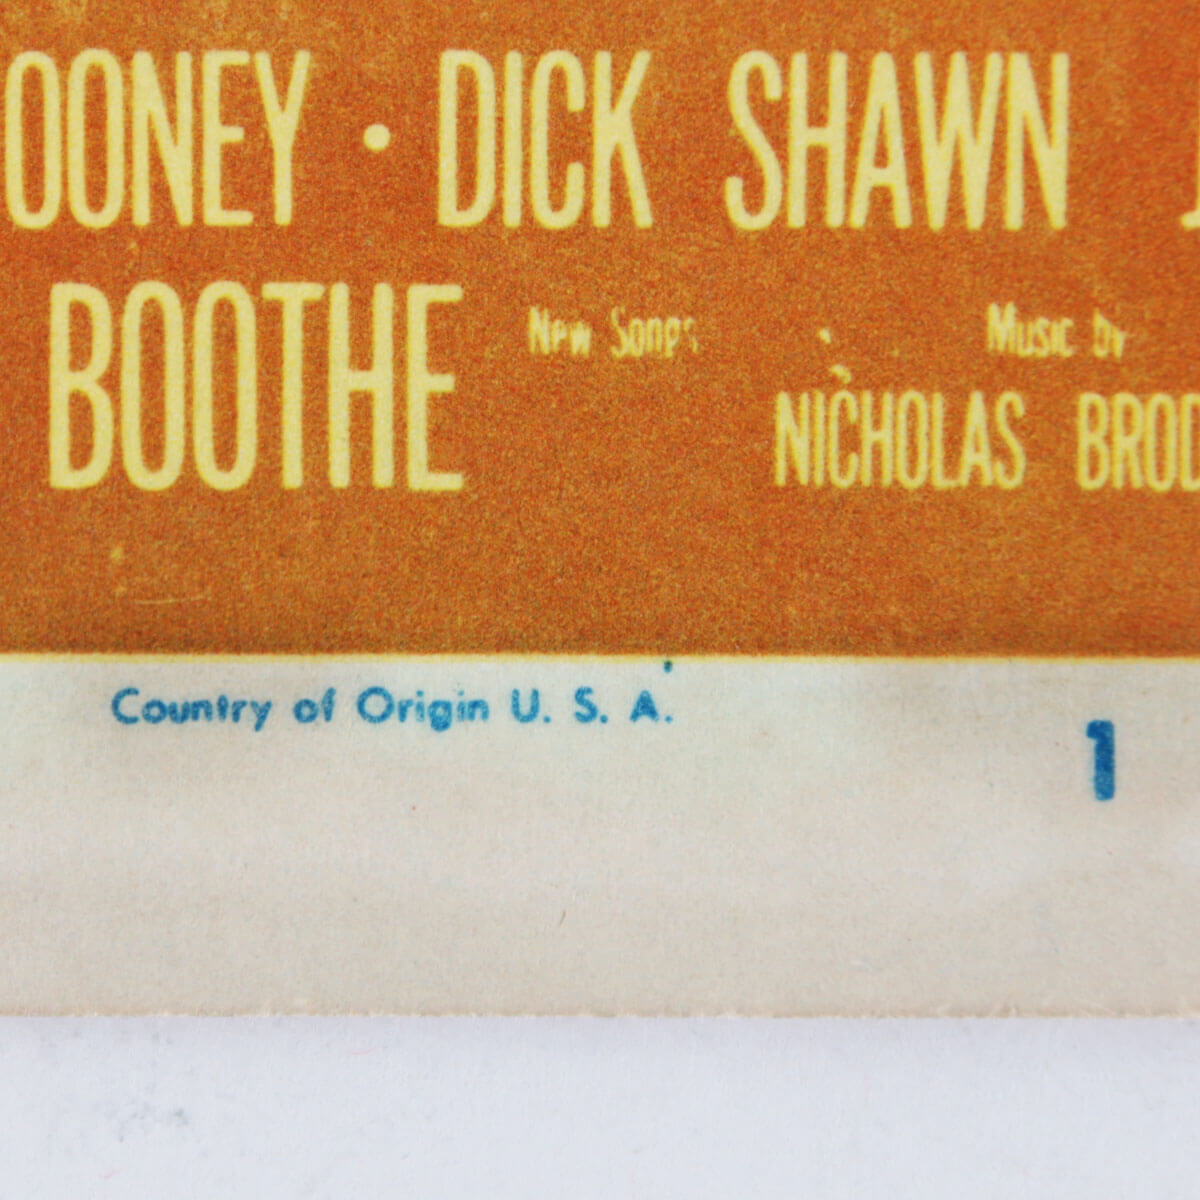 OONEY · DICK SHAWN
BOOTHE New Songs Music by
NICHOLAS BROD
Country of Origin U. S. A.
1